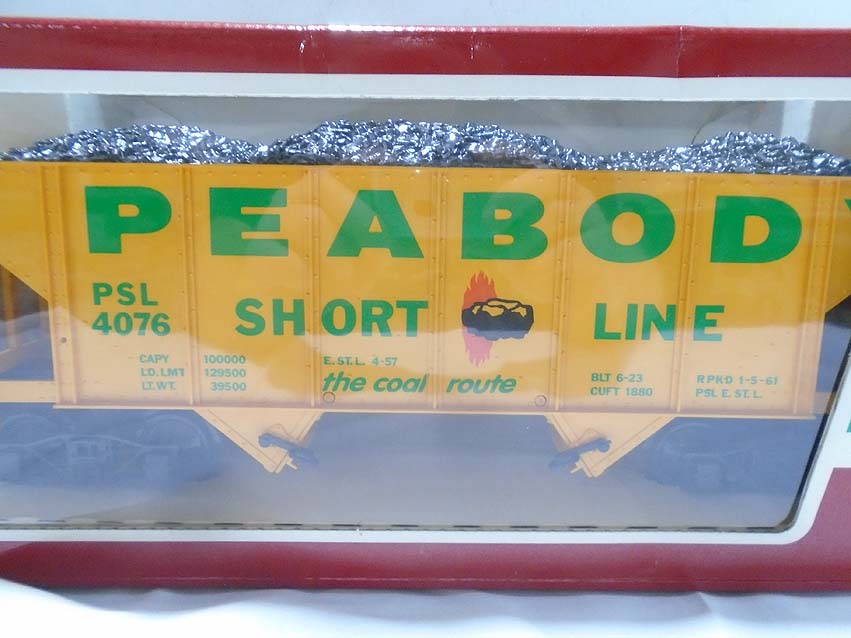 PEABODY
PSL
4076
SHORT LINE
CAPY 100000
LD. LMT 129500
LT. WT. 39500
E. ST. L. 4-57
the coal route
BLT 6-23
CUFT 1880
RPKD 1-5-61
PSL E. ST. L.